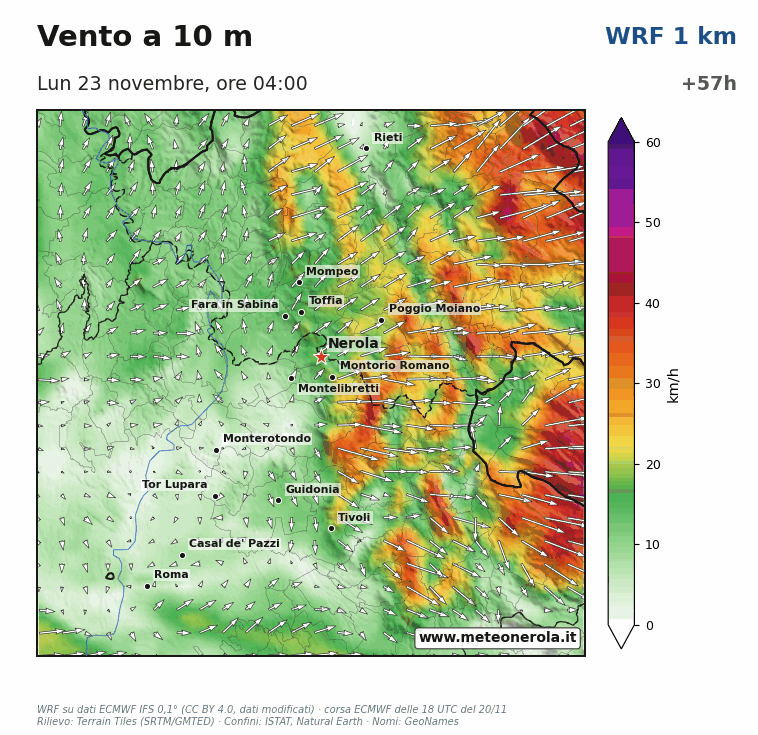 Vento a 10 m
WRF 1 km
Lun 23 novembre, ore 04:00
+57h
Rieti
Mompeo
Fara in Sabina
Toffia
Poggio Moiano
Nerola
Montorio Romano
Montelibretti
Monterotondo
Tor Lupara
Guidonia
Tivoli
Casal de' Pazzi
Roma
www.meteonerola.it
60
50
40
30
20
10
0
km/h
WRF su dati ECMWF IFS 0,1° (CC BY 4.0, dati modificati) · corsa ECMWF delle 18 UTC del 20/11
Rilievo: Terrain Tiles (SRTM/GMTED) · Confini: ISTAT, Natural Earth · Nomi: GeoNames